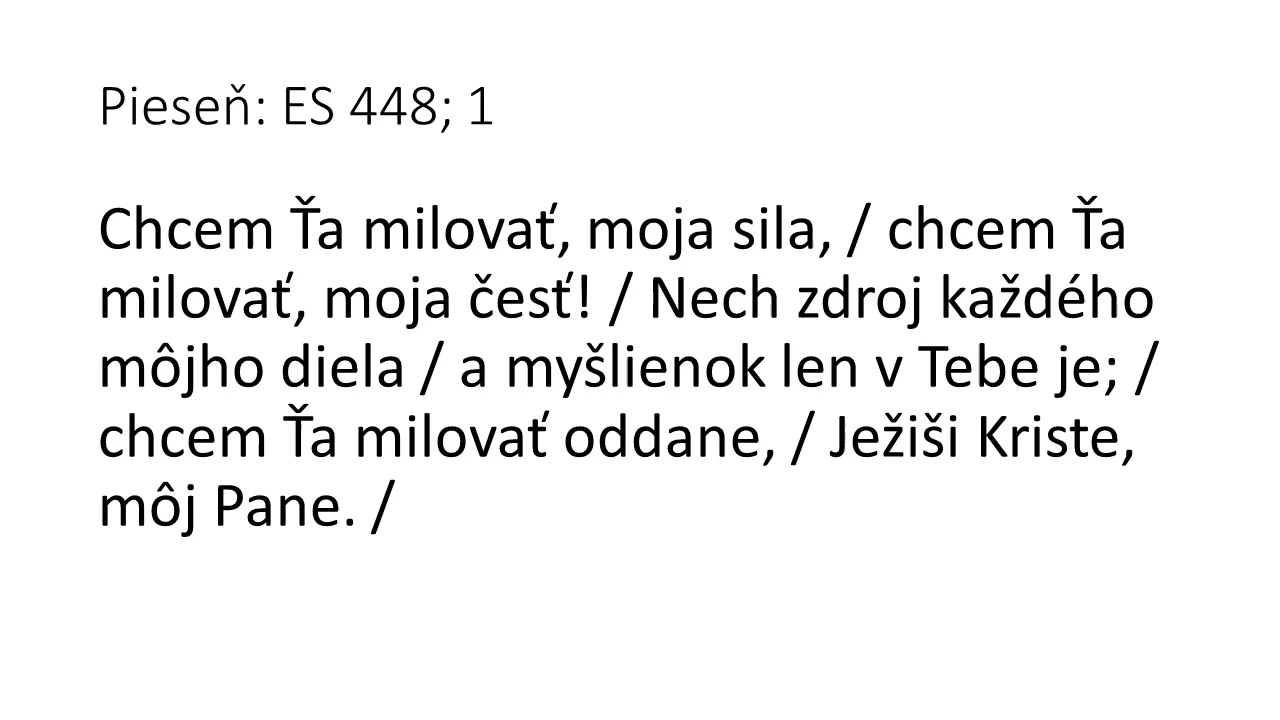 Pieseň: ES 448; 1
Chcem Ťa milovať, moja sila, / chcem Ťa
milovať, moja česť! / Nech zdroj každého
môjho diela / a myšlienok len v Tebe je; /
chcem Ťa milovať oddane, / Ježiši Kriste,
môj Pane. /